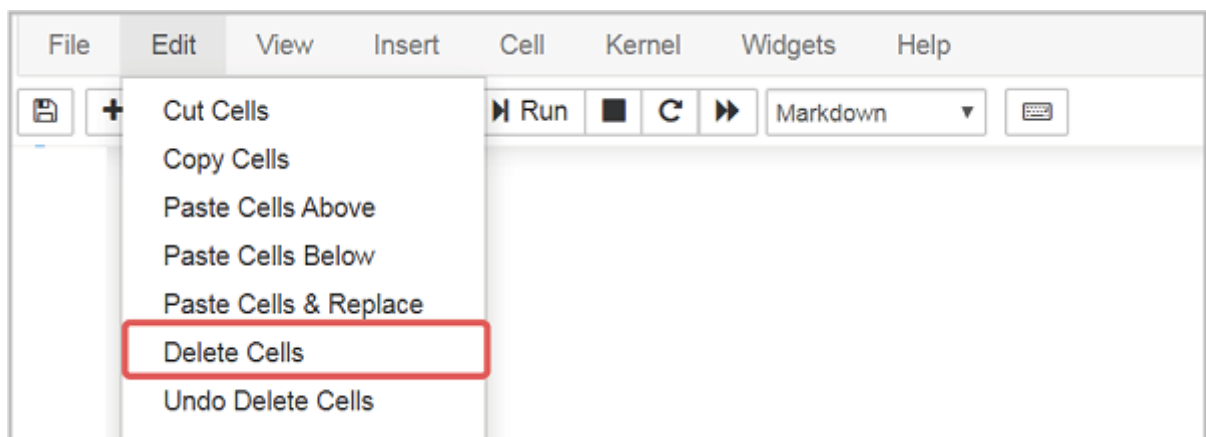 File Edit View Insert Cell Kernel Widgets Help
Run Markdown
Cut Cells
Copy Cells
Paste Cells Above
Paste Cells Below
Paste Cells & Replace
Delete Cells
Undo Delete Cells